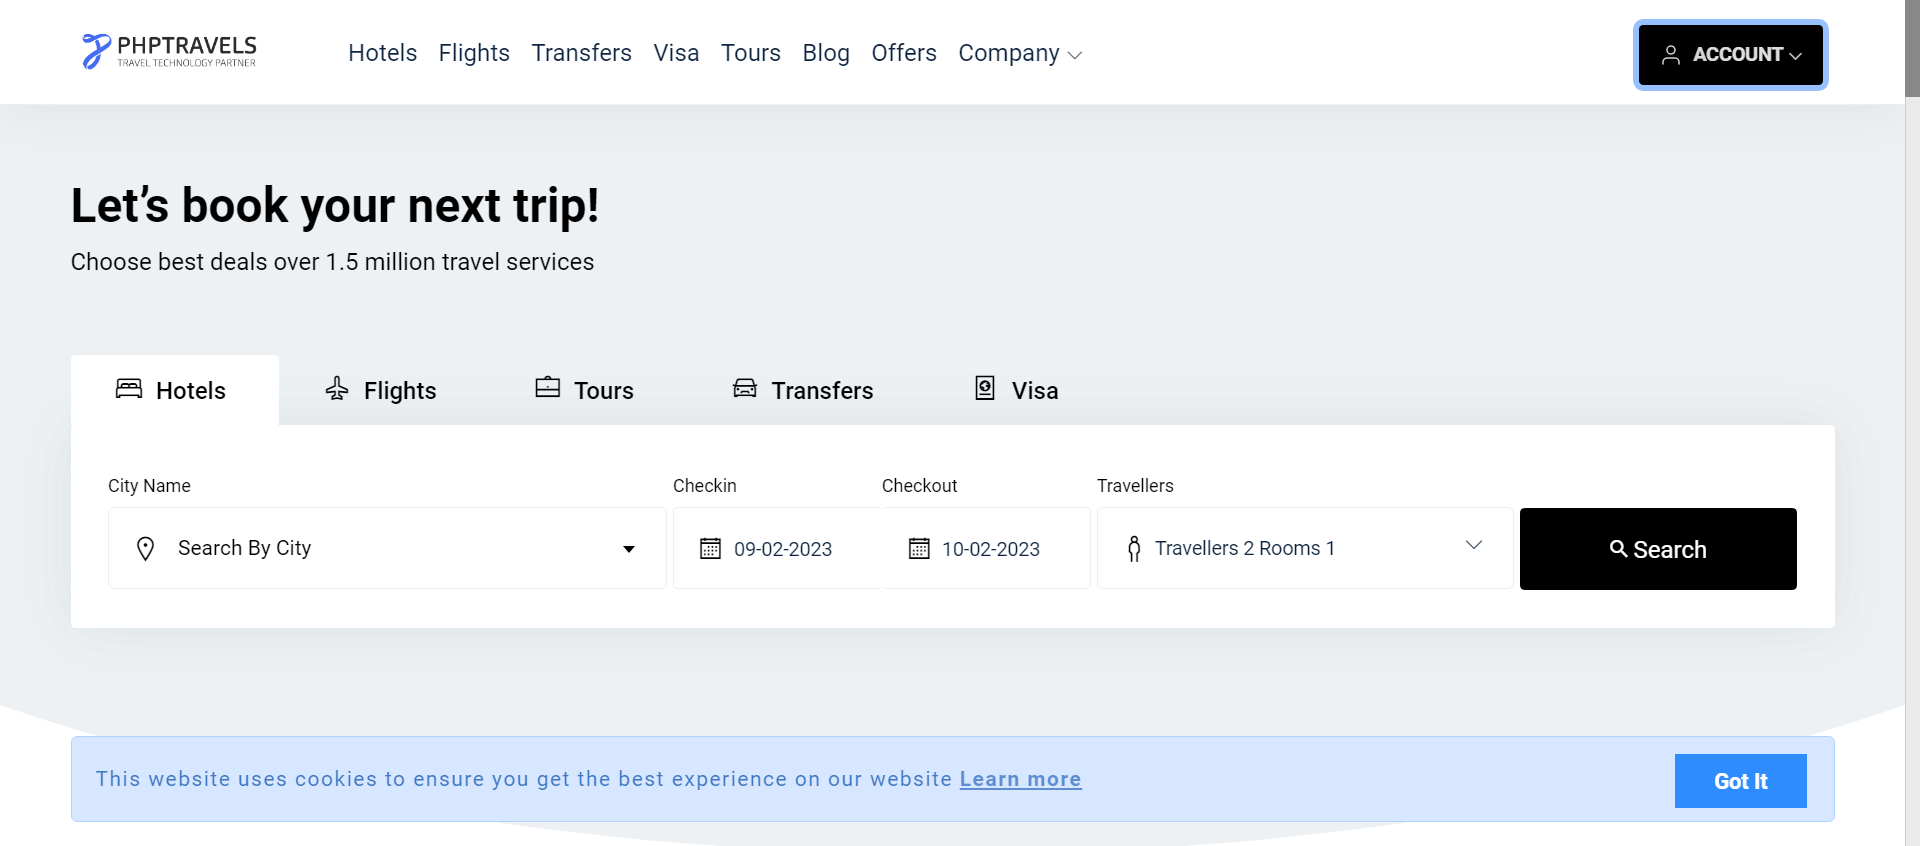 PHPTRAVELS
TRAVEL TECHNOLOGY PARTNER
Hotels Flights Transfers Visa Tours Blog Offers Company
ACCOUNT
Let’s book your next trip!
Choose best deals over 1.5 million travel services
Hotels Flights Tours Transfers Visa
City Name Checkin Checkout Travellers
Search By City 09-02-2023 10-02-2023 Travellers 2 Rooms 1 Search
This website uses cookies to ensure you get the best experience on our website Learn more
Got It